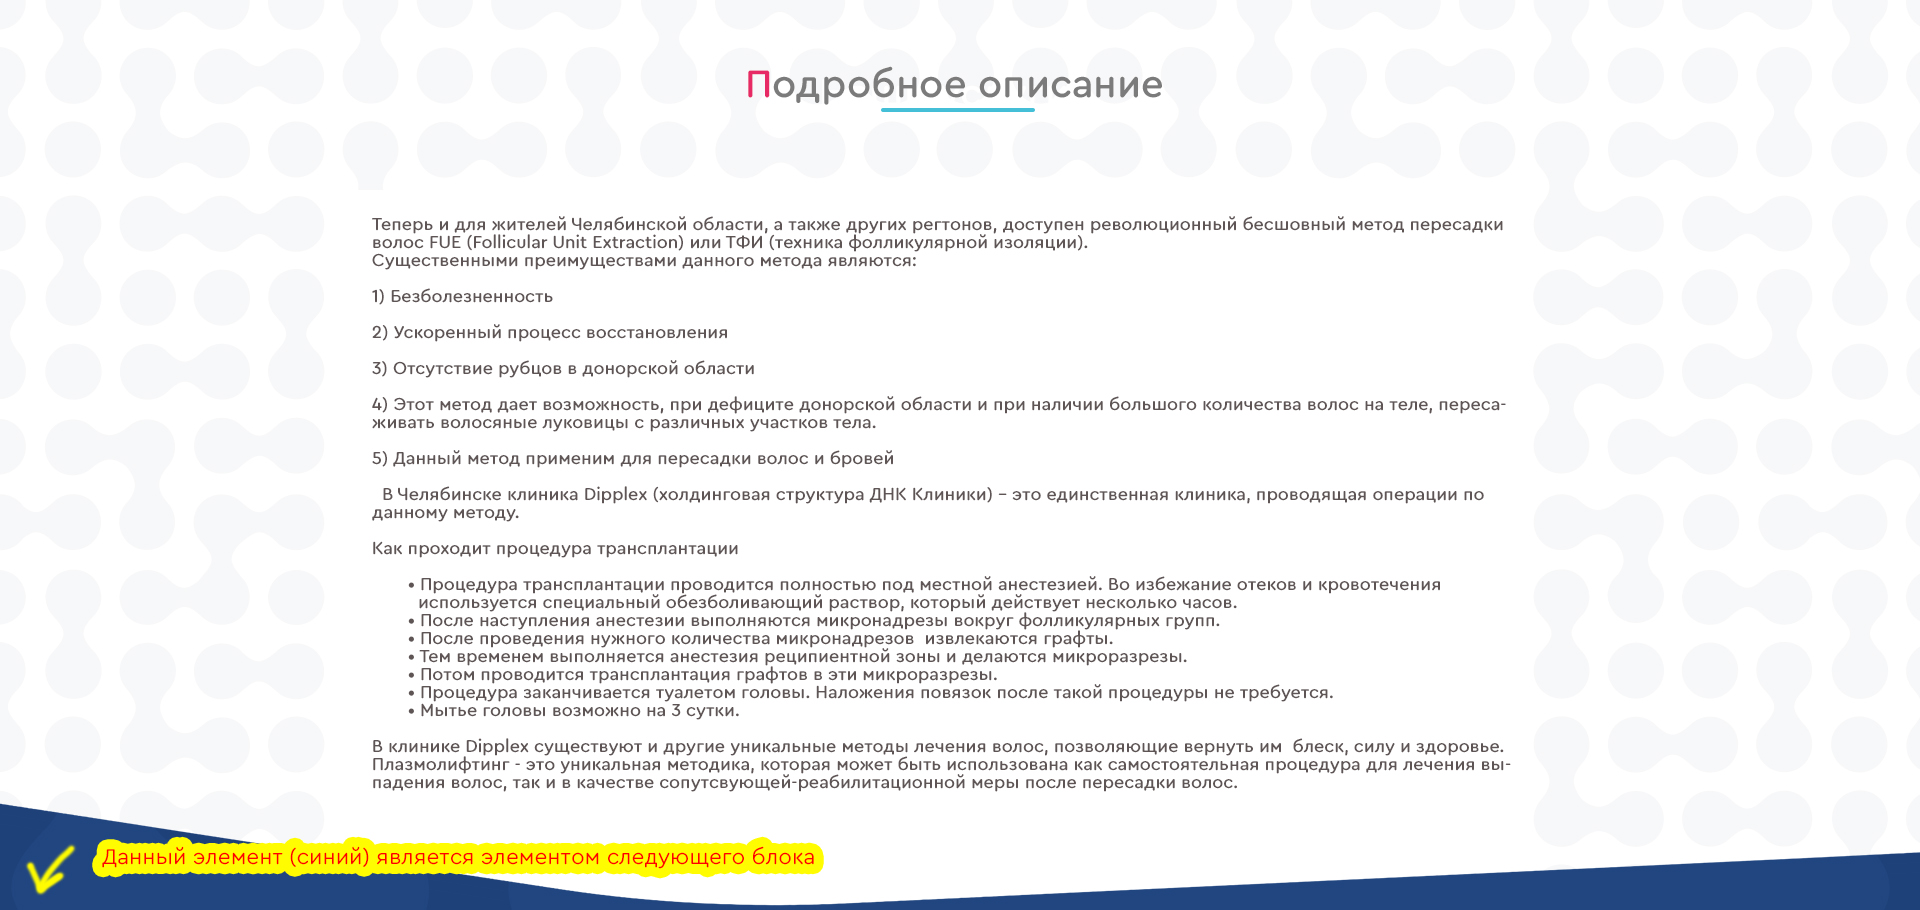 Подробное описание
Теперь и для жителей Челябинской области, а также других регтонов, доступен революционный бесшовный метод пересадки
волос FUE (Follicular Unit Extraction) или ТФИ (техника фолликулярной изоляции).
Существенными преимуществами данного метода являются:
1) Безболезненность
2) Ускоренный процесс восстановления
3) Отсутствие рубцов в донорской области
4) Этот метод дает возможность, при дефиците донорской области и при наличии большого количества волос на теле, переса-
живать волосяные луковицы с различных участков тела.
5) Данный метод применим для пересадки волос и бровей
В Челябинске клиника Dipplex (холдинговая структура ДНК Клиники) – это единственная клиника, проводящая операции по
данному методу.
Как проходит процедура трансплантации
• Процедура трансплантации проводится полностью под местной анестезией. Во избежание отеков и кровотечения
используется специальный обезболивающий раствор, который действует несколько часов.
• После наступления анестезии выполняются микронадрезы вокруг фолликулярных групп.
• После проведения нужного количества микронадрезов  извлекаются графты.
• Тем временем выполняется анестезия реципиентной зоны и делаются микроразрезы.
• Потом проводится трансплантация графтов в эти микроразрезы.
• Процедура заканчивается туалетом головы. Наложения повязок после такой процедуры не требуется.
• Мытье головы возможно на 3 сутки.
В клинике Dipplex существуют и другие уникальные методы лечения волос, позволяющие вернуть им  блеск, силу и здоровье.
Плазмолифтинг - это уникальная методика, которая может быть использована как самостоятельная процедура для лечения вы-
падения волос, так и в качестве сопутсвующей-реабилитационной меры после пересадки волос.
Данный элемент (синий) является элементом следующего блока